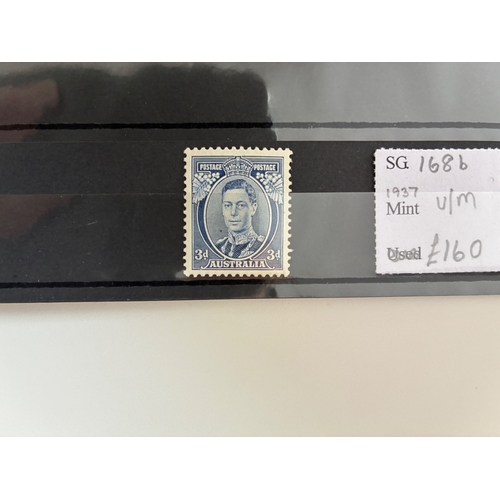 POSTAGE POSTAGE
3d 3d
AUSTRALIA
SG 168b
1937
Mint u/m
Used £160